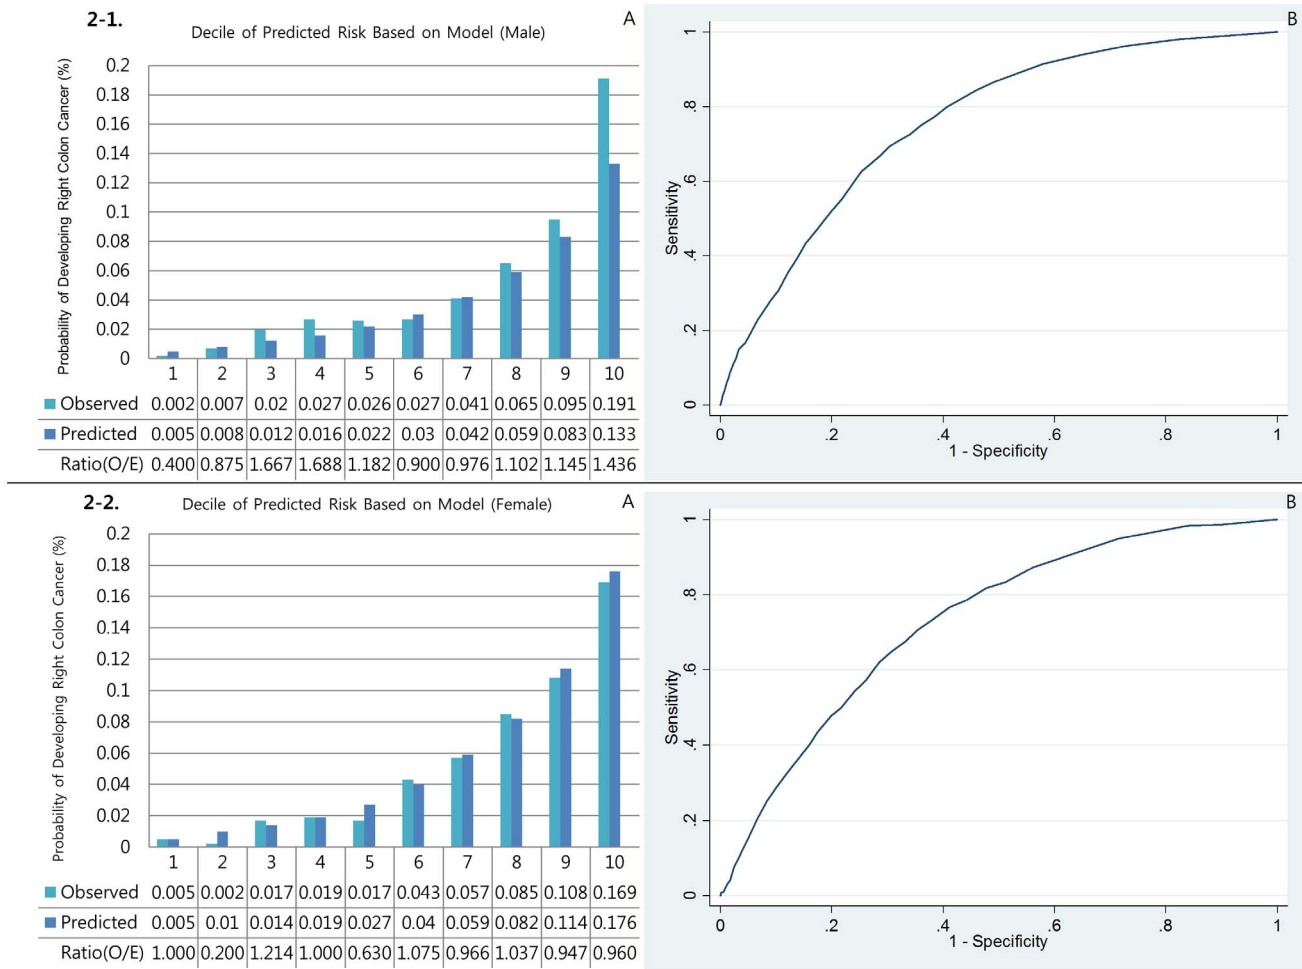 2-1.
Decile of Predicted Risk Based on Model (Male)
A
Probability of Developing Right Colon Cancer (%)
0.2
0.18
0.16
0.14
0.12
0.1
0.08
0.06
0.04
0.02
0
1 2 3 4 5 6 7 8 9 10
Observed 0.002 0.007 0.02 0.027 0.026 0.027 0.041 0.065 0.095 0.191
Predicted 0.005 0.008 0.012 0.016 0.022 0.03 0.042 0.059 0.083 0.133
Ratio(O/E) 0.400 0.875 1.667 1.688 1.182 0.900 0.976 1.102 1.145 1.436
B
Sensitivity
1
.8
.6
.4
.2
0
0 .2 .4 .6 .8 1
1 - Specificity
2-2.
Decile of Predicted Risk Based on Model (Female)
A
Probability of Developing Right Colon Cancer (%)
0.2
0.18
0.16
0.14
0.12
0.1
0.08
0.06
0.04
0.02
0
1 2 3 4 5 6 7 8 9 10
Observed 0.005 0.002 0.017 0.019 0.017 0.043 0.057 0.085 0.108 0.169
Predicted 0.005 0.01 0.014 0.019 0.027 0.04 0.059 0.082 0.114 0.176
Ratio(O/E) 1.000 0.200 1.214 1.000 0.630 1.075 0.966 1.037 0.947 0.960
B
Sensitivity
1
.8
.6
.4
.2
0
0 .2 .4 .6 .8 1
1 - Specificity